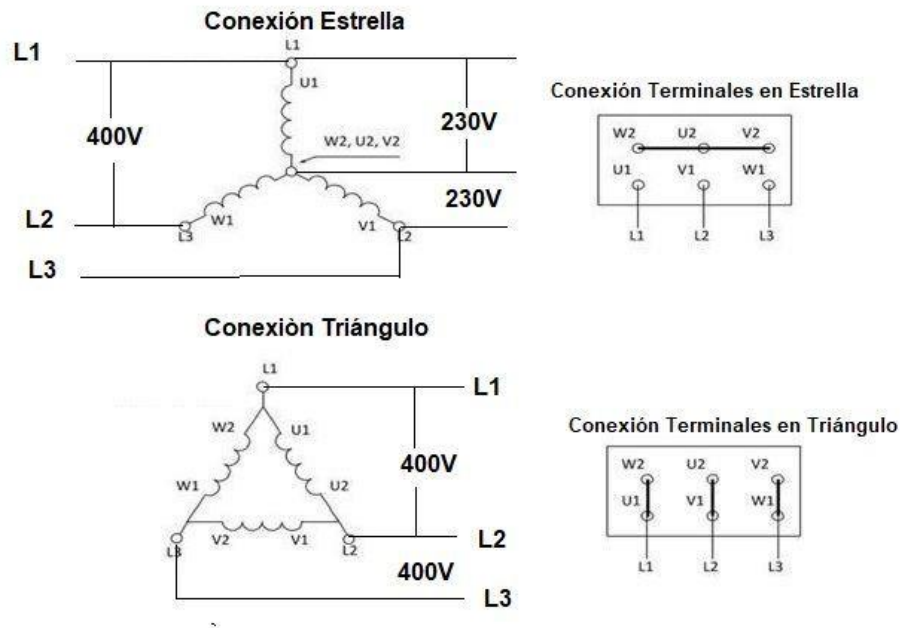 Conexión Estrella
L1
L1
U1
400V
230V
W2, U2, V2
230V
W1
V1
L2
L3
L2
L3
Conexión Terminales en Estrella
W2 U2 V2
U1 V1 W1
L1 L2 L3
Conexiòn Triángulo
L1
L1
W2 U1
400V
W1 U2
V2 V1
L3
L2
L2
400V
L3
Conexión Terminales en Triángulo
W2 U2 V2
U1 V1 W1
L1 L2 L3